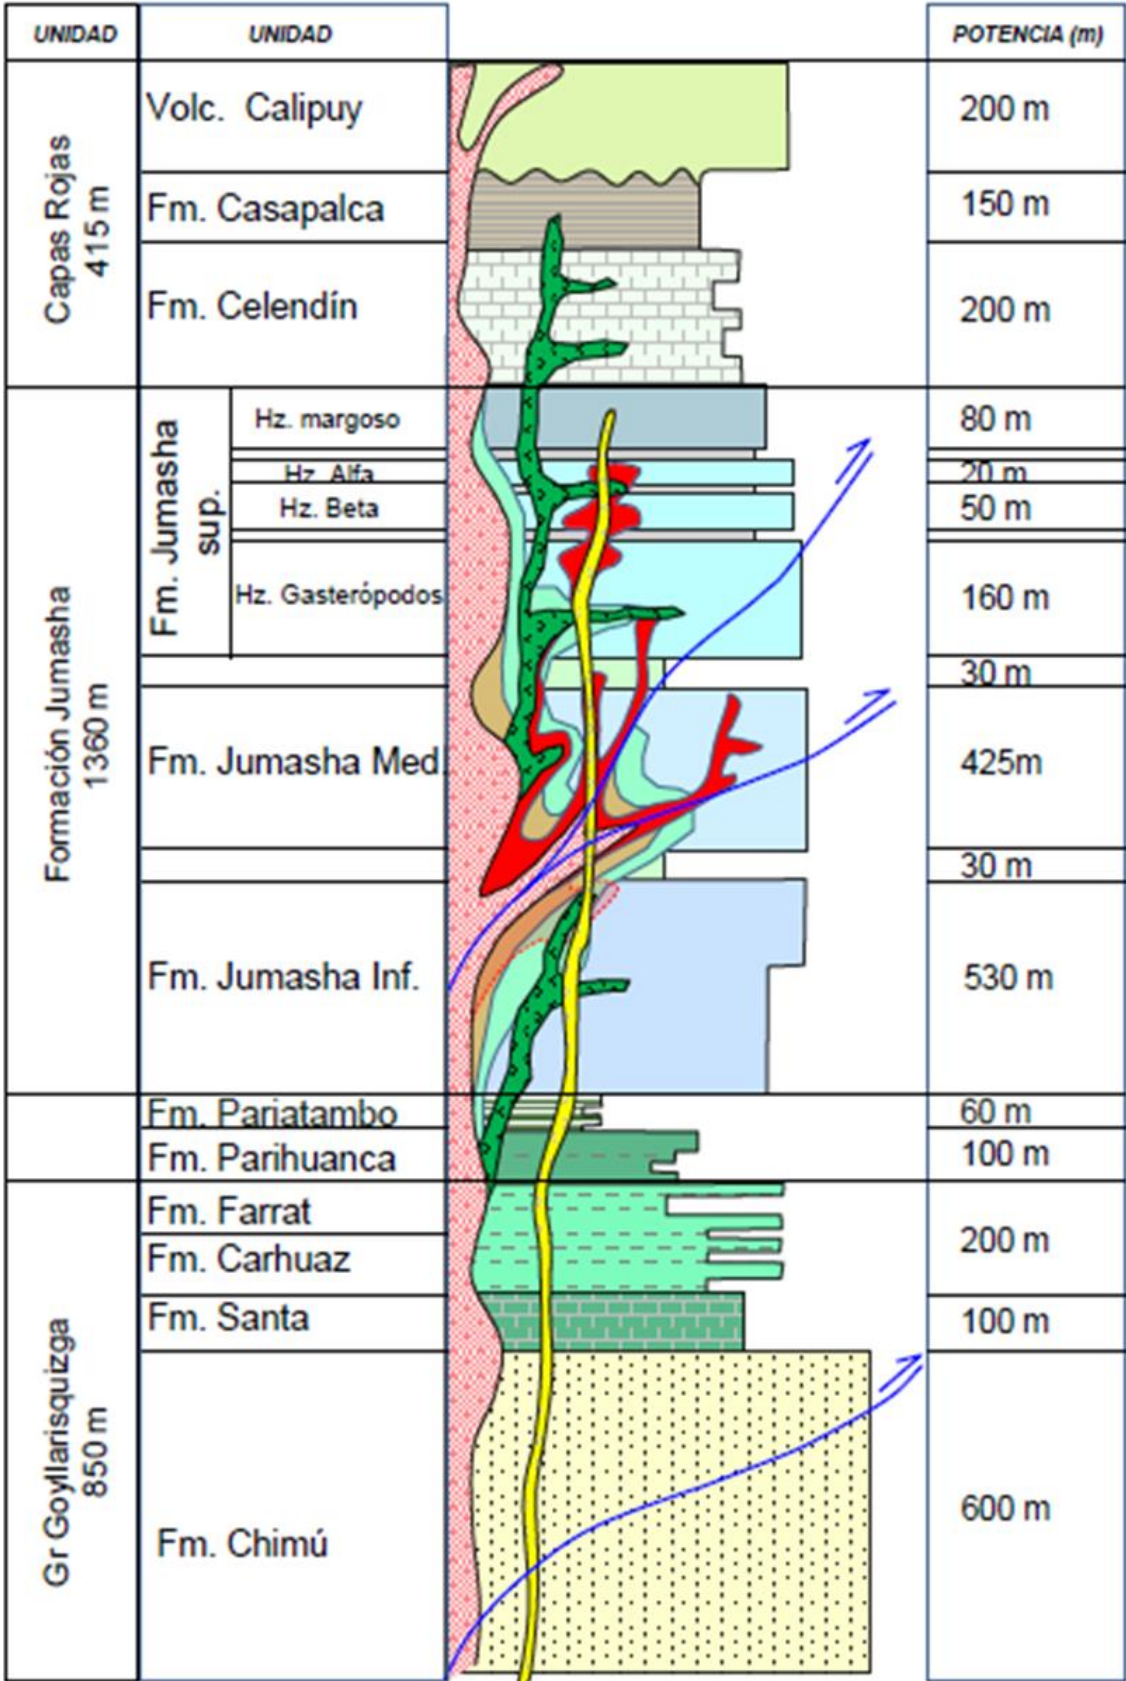 UNIDAD
UNIDAD
POTENCIA (m)
Capas Rojas
415 m
Volc. Calipuy
200 m
Fm. Casapalca
150 m
Fm. Celendín
200 m
Formación Jumasha
1360 m
Fm. Jumasha
sup.
Hz. margoso
80 m
Hz. Alfa
20 m
Hz. Beta
50 m
Hz. Gasterópodos
160 m
30 m
Fm. Jumasha Med.
425m
30 m
Fm. Jumasha Inf.
530 m
Fm. Pariatambo
60 m
Fm. Parihuanca
100 m
Gr Goyllarisquizga
850 m
Fm. Farrat
Fm. Carhuaz
200 m
Fm. Santa
100 m
Fm. Chimú
600 m